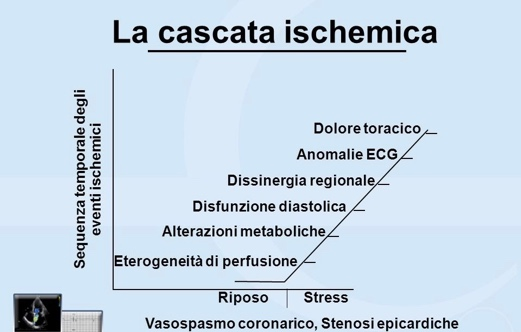 La cascata ischemica
Sequenza temporale degli
eventi ischemici
Dolore toracico
Anomalie ECG
Dissinergia regionale
Disfunzione diastolica
Alterazioni metaboliche
Eterogeneità di perfusione
Riposo
Stress
Vasospasmo coronarico, Stenosi epicardiche